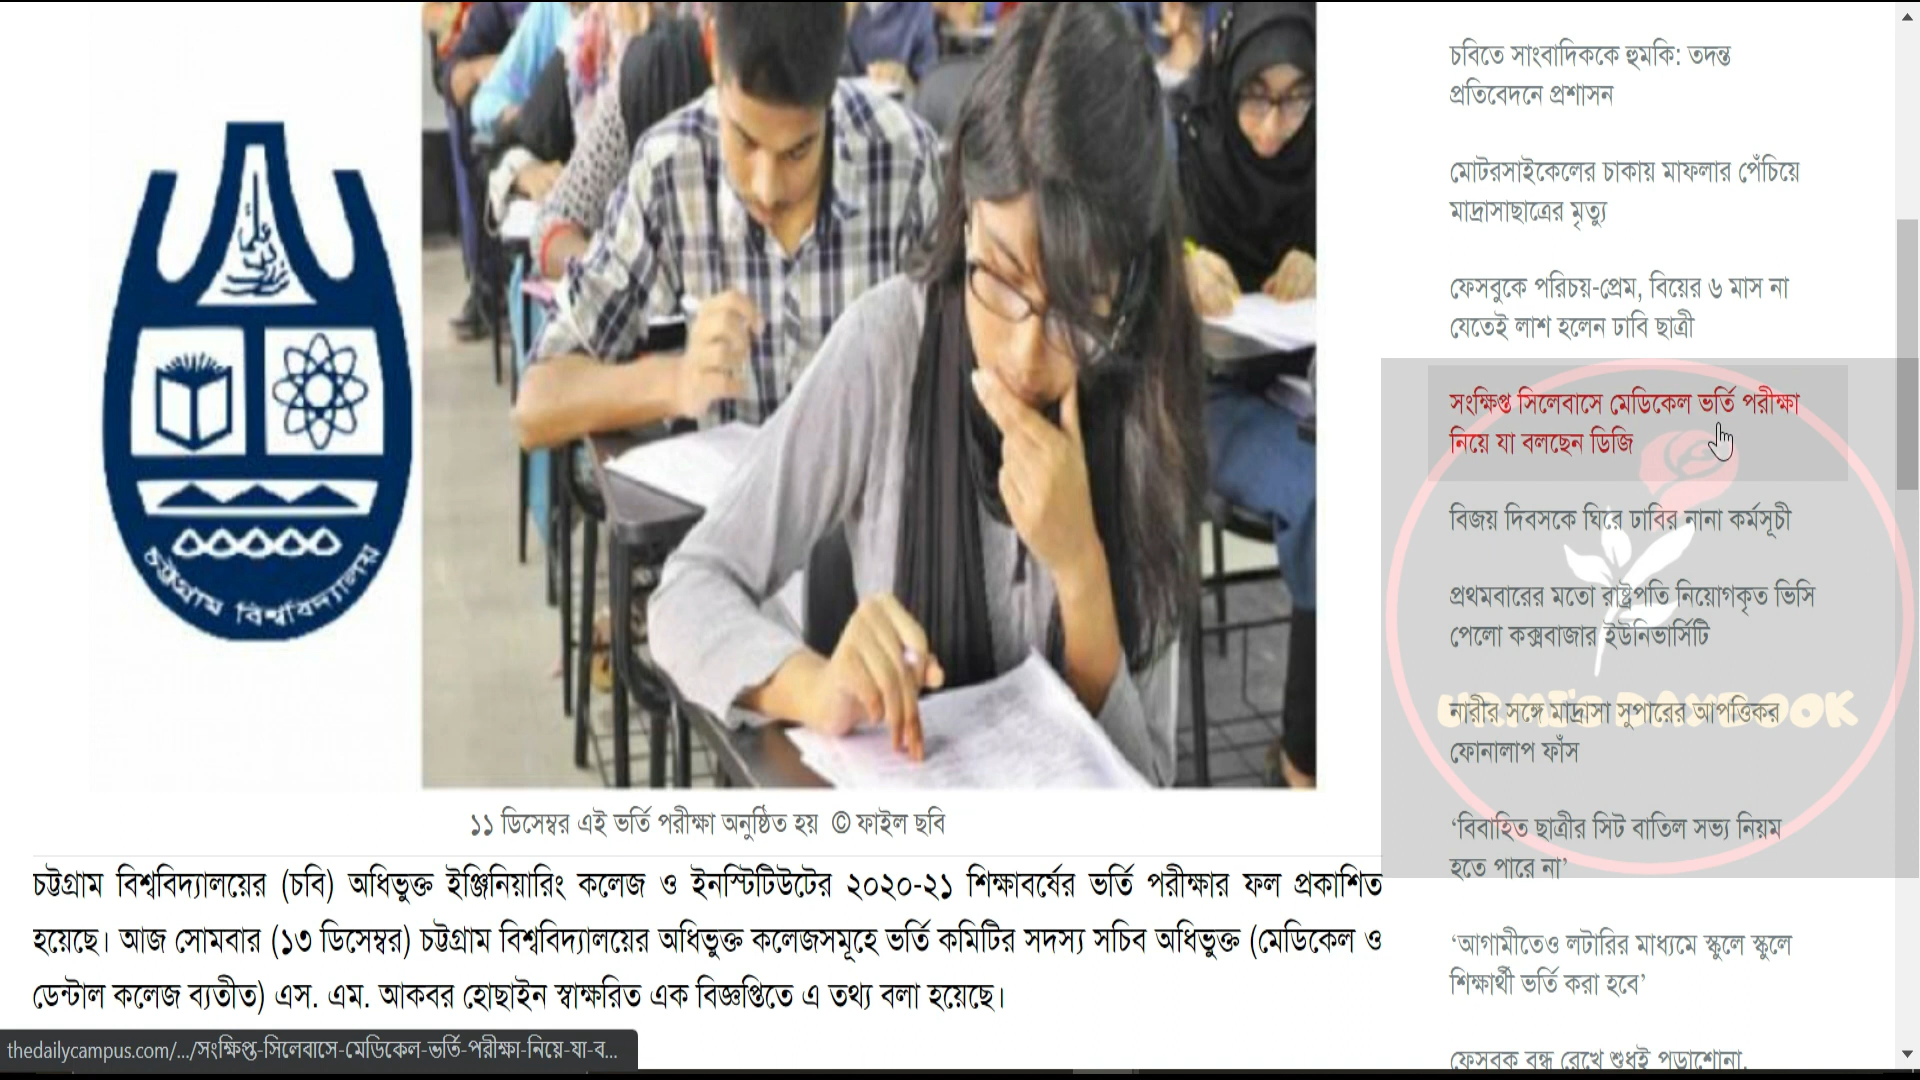 চট্টগ্রাম বিশ্ববিদ্যালয়
১১ ডিসেম্বর এই ভর্তি পরীক্ষা অনুষ্ঠিত হয় © ফাইল ছবি
চট্টগ্রাম বিশ্ববিদ্যালয়ের (চবি) অধিভুক্ত ইঞ্জিনিয়ারিং কলেজ ও ইনস্টিটিউটের ২০২০-২১ শিক্ষাবর্ষের ভর্তি পরীক্ষার ফল প্রকাশিত
হয়েছে। আজ সোমবার (১৩ ডিসেম্বর) চট্টগ্রাম বিশ্ববিদ্যালয়ের অধিভুক্ত কলেজসমূহে ভর্তি কমিটির সদস্য সচিব অধিভুক্ত (মেডিকেল ও
ডেন্টাল কলেজ ব্যতীত) এস. এম. আকবর হোছাইন স্বাক্ষরিত এক বিজ্ঞপ্তিতে এ তথ্য বলা হয়েছে।
চবিতে সাংবাদিককে হুমকি: তদন্ত
প্রতিবেদনে প্রশাসন
মোটরসাইকেলের চাকায় মাফলার পেঁচিয়ে
মাদ্রাসাছাত্রের মৃত্যু
ফেসবুকে পরিচয়-প্রেম, বিয়ের ৬ মাস না
যেতেই লাশ হলেন ঢাবি ছাত্রী
সংক্ষিপ্ত সিলেবাসে মেডিকেল ভর্তি পরীক্ষা
নিয়ে যা বলছেন ডিজি
বিজয় দিবসকে ঘিরে ঢাবির নানা কর্মসূচী
প্রথমবারের মতো রাষ্ট্রপতি নিয়োগকৃত ভিসি
পেলো কক্সবাজার ইউনিভার্সিটি
নারীর সঙ্গে মাদ্রাসা সুপারের আপত্তিকর
ফোনালাপ ফাঁস
URMI'S DAYBOOK
‘বিবাহিত ছাত্রীর সিট বাতিল সভ্য নিয়ম
হতে পারে না’
‘আগামীতেও লটারির মাধ্যমে স্কুলে স্কুলে
শিক্ষার্থী ভর্তি করা হবে’
ফেসবুক বন্ধ রেখে শুধুই পড়াশোনা,
thedailycampus.com/.../সংক্ষিপ্ত-সিলেবাসে-মেডিকেল-ভর্তি-পরীক্ষা-নিয়ে-যা-ব...